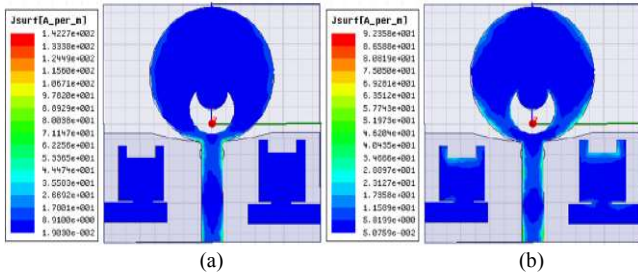 Jsurf[A_per_m]
1.4227e+002
1.3338e+002
1.2449e+002
1.1560e+002
1.0671e+002
9.7820e+001
8.8929e+001
8.0038e+001
7.1147e+001
6.2256e+001
5.3365e+001
4.4474e+001
3.5583e+001
2.6692e+001
1.7801e+001
8.9100e+000
1.9030e-002
(a)
Jsurf[A_per_m]
9.2358e+001
8.6588e+001
8.0819e+001
7.5050e+001
6.9281e+001
6.3512e+001
5.7743e+001
5.1973e+001
4.6204e+001
4.0435e+001
3.4666e+001
2.8897e+001
2.3127e+001
1.7358e+001
1.1589e+001
5.8199e+000
5.0759e-002
(b)